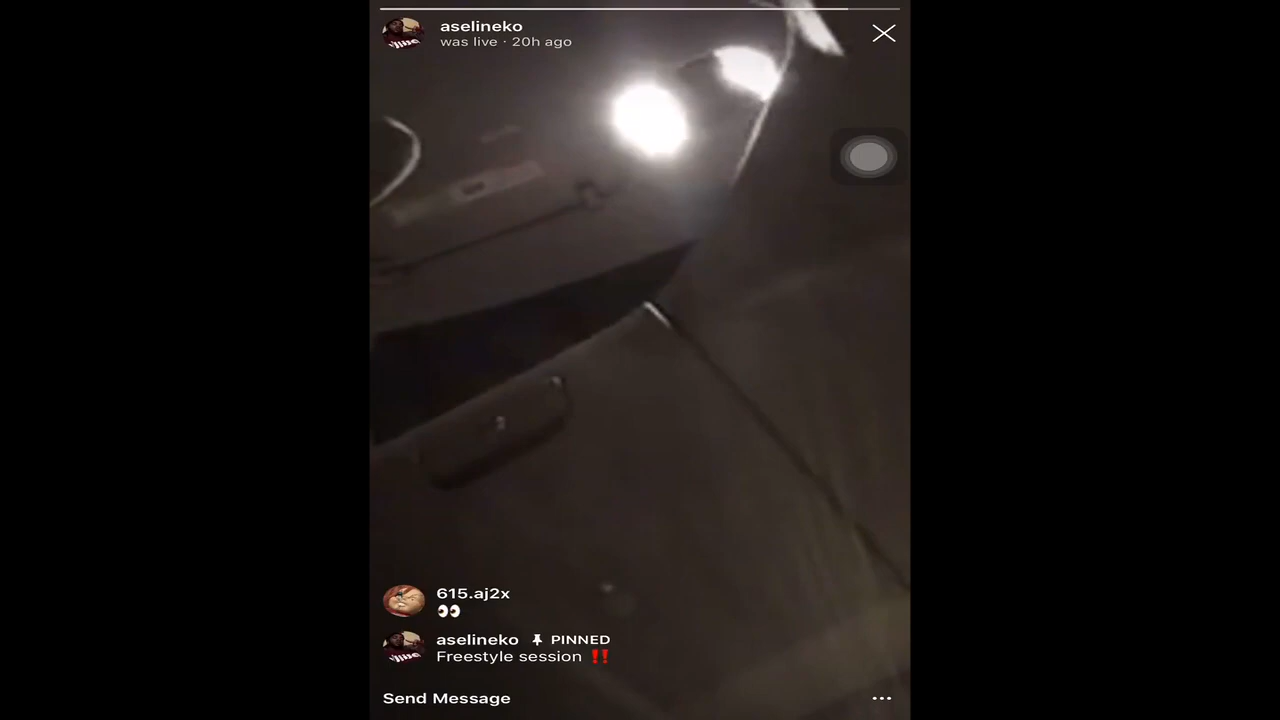 aselineko
was live · 20h ago
615.aj2x
👀
aselineko PINNED
Freestyle session ‼️
Send Message